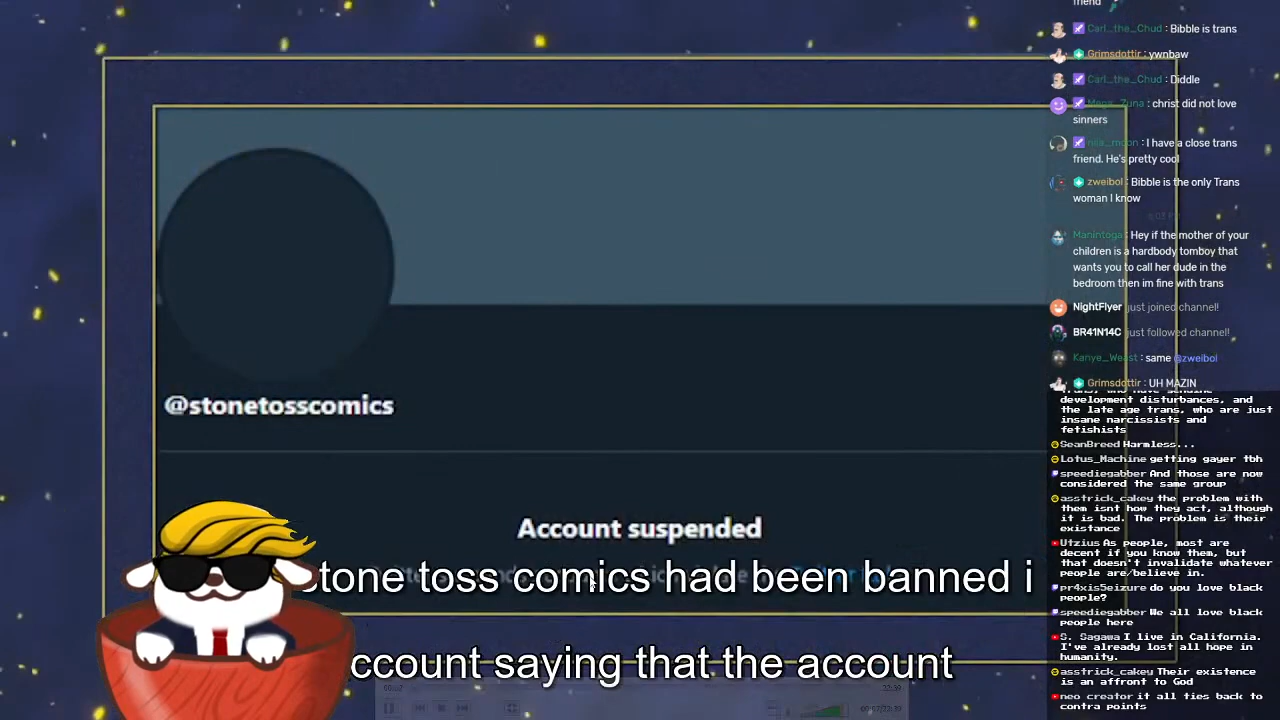 friend
Carl_the_Chud : Bibble is trans
Grimsdottir : ywnbaw
Carl_the_Chud : Diddle
Mega_Zuna : christ did not love
sinners
: I have a close trans
friend. He's pretty cool
zweibol : Bibble is the only Trans
woman I know
Manintoga : Hey if the mother of your
children is a hardbody tomboy that
wants you to call her dude in the
bedroom then im fine with trans
NightFlyer just joined channel!
BR41N14C just followed channel!
Kanye_Weast : same @zweibol
Grimsdottir : UH MAZIN
development disturbances, and
the late age trans, who are just
insane narcissists and
fetishists
SeanBreed Harmless...
Lotus_Machine getting gayer tbh
speediegabber And those are now
considered the same group
asstrick_cakey the problem with
them isnt how they act, although
it is bad. The problem is their
existance
Utzius As people, most are
decent if you know them, but
that doesn't invalidate whatever
people are/believe in.
pr4xis5eizure do you love black
people?
speediegabber We all love black
people here
S. Sagawa I live in California.
I've already lost all hope in
humanity.
asstrick_cakey Their existence
is an affront to God
neo creator it all ties back to
contra points
@stonetosscomics
Account suspended
stone toss comics had been banned i
ccount saying that the account